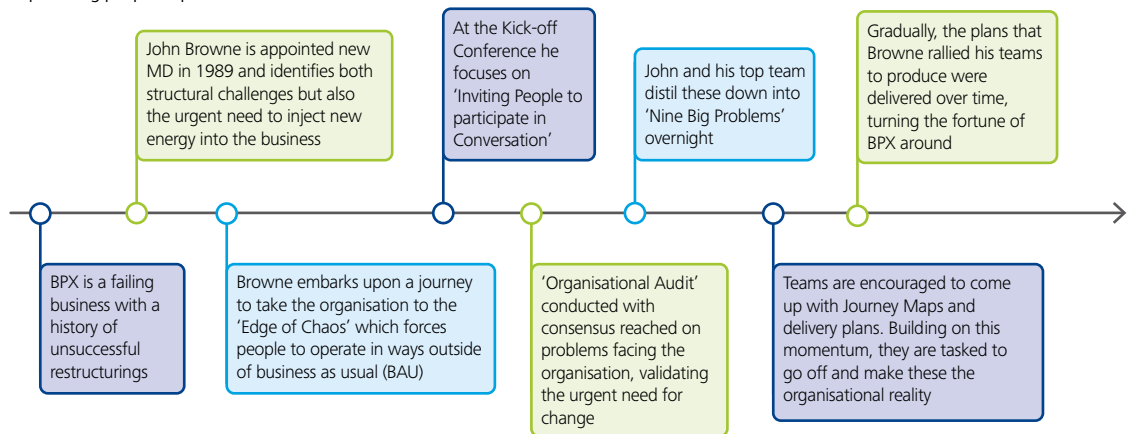 John Browne is appointed new
MD in 1989 and identifies both
structural challenges but also
the urgent need to inject new
energy into the business
At the Kick-off
Conference he
focuses on
‘Inviting People to
participate in
Conversation’
John and his top team
distil these down into
‘Nine Big Problems’
overnight
Gradually, the plans that
Browne rallied his teams
to produce were
delivered over time,
turning the fortune of
BPX around
BPX is a failing
business with a
history of
unsuccessful
restructurings
Browne embarks upon a journey
to take the organisation to the
‘Edge of Chaos’ which forces
people to operate in ways outside
of business as usual (BAU)
‘Organisational Audit’
conducted with
consensus reached on
problems facing the
organisation, validating
the urgent need for
change
Teams are encouraged to come
up with Journey Maps and
delivery plans. Building on this
momentum, they are tasked to
go off and make these the
organisational reality